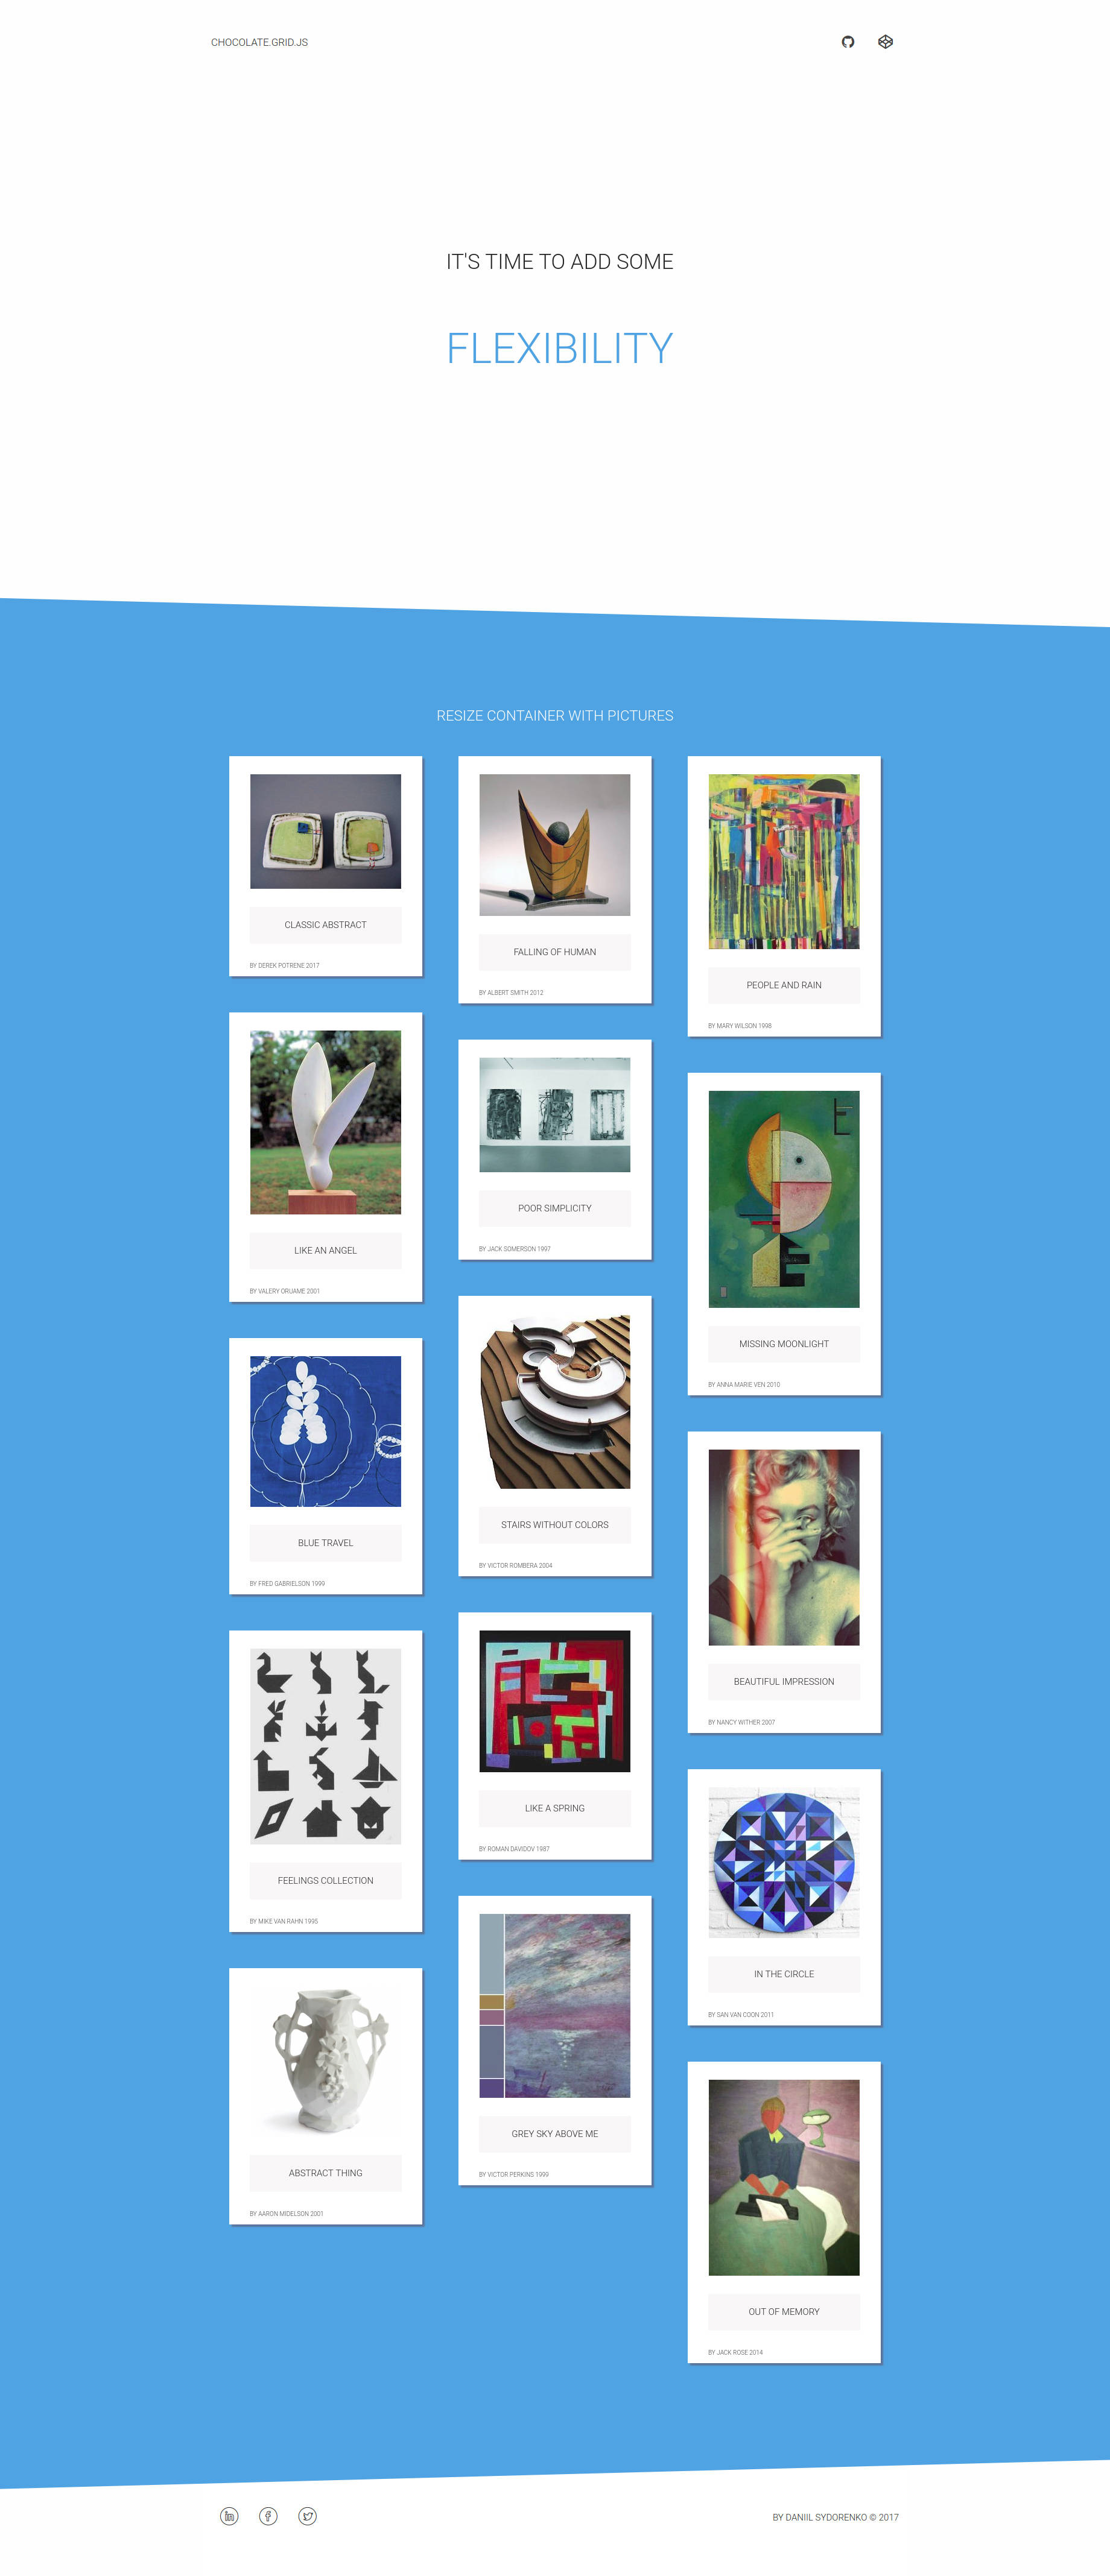 CHOCOLATE.GRID.JS
IT'S TIME TO ADD SOME
FLEXIBILITY
RESIZE CONTAINER WITH PICTURES
CLASSIC ABSTRACT
BY DEREK POTRENE 2017
LIKE AN ANGEL
BY VALERY ORUAME 2001
BLUE TRAVEL
BY FRED GABRIELSON 1999
FEELINGS COLLECTION
BY MIKE VAN RAHN 1995
ABSTRACT THING
BY AARON MIDELSON 2001
FALLING OF HUMAN
BY ALBERT SMITH 2012
POOR SIMPLICITY
BY JACK SOMERSON 1997
STAIRS WITHOUT COLORS
BY VICTOR ROMBERA 2004
LIKE A SPRING
BY ROMAN DAVIDOV 1987
GREY SKY ABOVE ME
BY VICTOR PERKINS 1999
PEOPLE AND RAIN
BY MARY WILSON 1998
MISSING MOONLIGHT
BY ANNA MARIE VEN 2010
BEAUTIFUL IMPRESSION
BY NANCY WITHER 2007
IN THE CIRCLE
BY SAN VAN COON 2011
OUT OF MEMORY
BY JACK ROSE 2014
BY DANIIL SYDORENKO © 2017